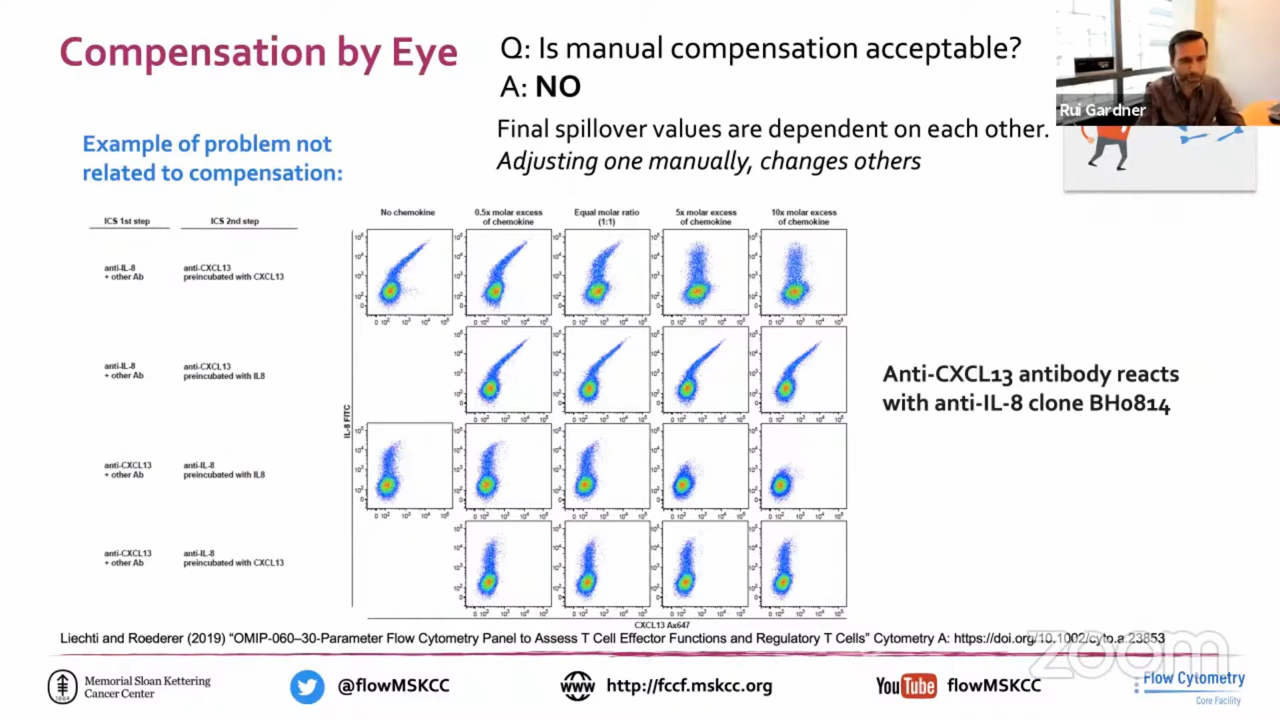 Compensation by Eye
Q: Is manual compensation acceptable?
A: NO
Final spillover values are dependent on each other.
Adjusting one manually, changes others
Rui Gardner
Example of problem not
related to compensation:
ICS 1st step
ICS 2nd step
No chemokine
0.5x molar excess
of chemokine
Equal molar ratio
(1:1)
5x molar excess
of chemokine
10x molar excess
of chemokine
anti-IL-8
+ other Ab
anti-CXCL13
preincubated with CXCL13
anti-IL-8
+ other Ab
anti-CXCL13
preincubated with IL8
anti-CXCL13
+ other Ab
anti-IL-8
preincubated with IL8
anti-CXCL13
+ other Ab
anti-IL-8
preincubated with CXCL13
IL-8 FITC
CXCL13 Ax647
Anti-CXCL13 antibody reacts
with anti-IL-8 clone BH0814
Liechti and Roederer (2019) “OMIP-060–30-Parameter Flow Cytometry Panel to Assess T Cell Effector Functions and Regulatory T Cells” Cytometry A: https://doi.org/10.1002/cyto.a.23853
zoom
Memorial Sloan Kettering
Cancer Center
@flowMSKCC
www
http://fccf.mskcc.org
YouTube
flowMSKCC
Flow Cytometry
Core Facility